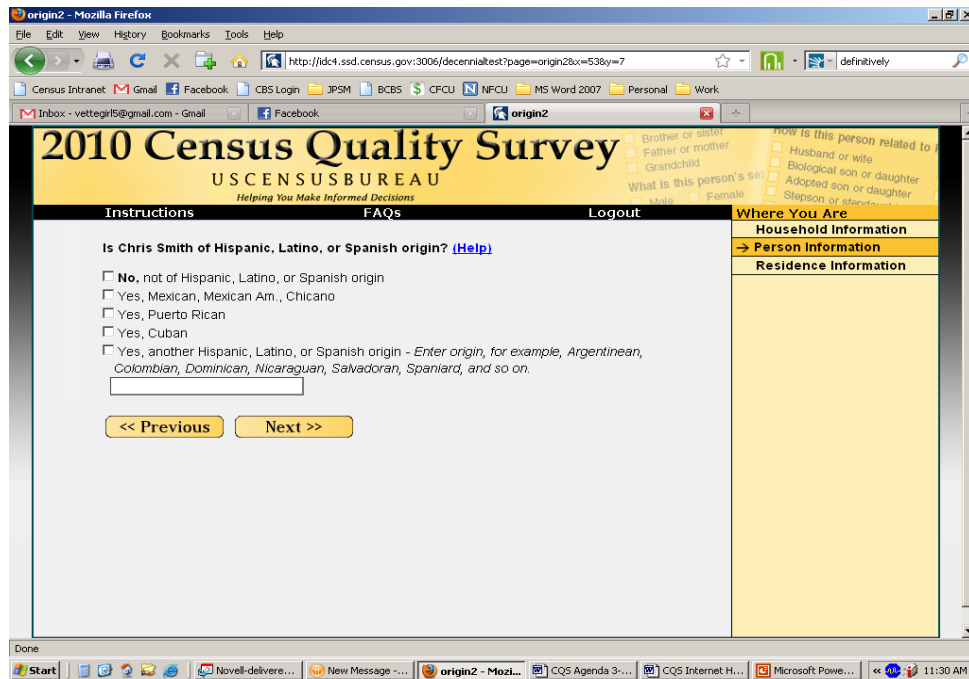 origin2 - Mozilla Firefox
File Edit View History Bookmarks Tools Help
http://idc4.ssd.census.gov:3006/decennialtest?page=origin2&x=53&y=7
definitively
Census Intranet Gmail Facebook CBS Login JPSM BCBS CFCU NFCU MS Word 2007 Personal Work
Inbox - vettegirl5@gmail.com - Gmail Facebook origin2
2010 Census Quality Survey
USCENSUSBUREAU
Helping You Make Informed Decisions
Brother or sister
Father or mother
Grandchild
What is this person's se
Male Female
How is this person related to
Husband or wife
Biological son or daughter
Adopted son or daughter
Stepson or
Instructions FAQs Logout
Where You Are
Household Information
→ Person Information
Residence Information
Is Chris Smith of Hispanic, Latino, or Spanish origin? (Help)
No, not of Hispanic, Latino, or Spanish origin
Yes, Mexican, Mexican Am., Chicano
Yes, Puerto Rican
Yes, Cuban
Yes, another Hispanic, Latino, or Spanish origin - Enter origin, for example, Argentinean,
Colombian, Dominican, Nicaraguan, Salvadoran, Spaniard, and so on.
<< Previous Next >>
Done
Start Novell-delivere... New Message -... origin2 - Mozi... CQS Agenda 3-... CQS Internet H... Microsoft Powe... « 11:30 AM